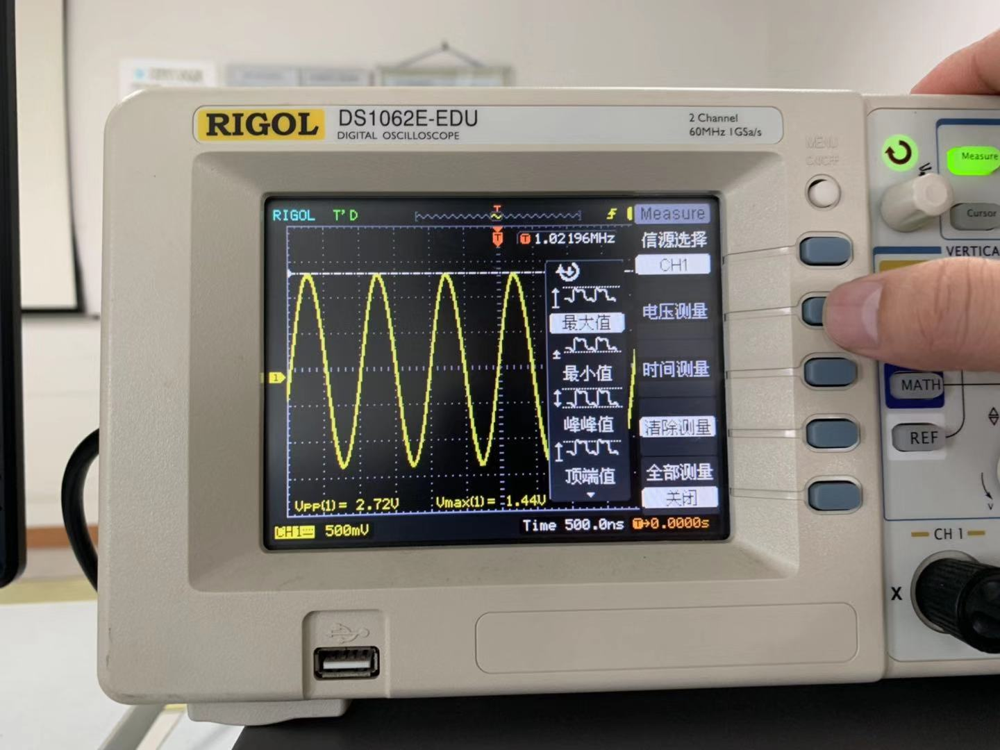 RIGOL DS1062E-EDU
DIGITAL OSCILLOSCOPE
2 Channel
60MHz 1GSa/s
MENU
ON/OFF
Measure
Cursor
VERTICA
MATH
REF
CH 1
X
RIGOL T'D
T
Measure
T 1.02196MHz
信源选择
CH1
电压测量
时间测量
清除测量
全部测量
关闭
最大值
最小值
峰峰值
顶端值
1
Vpp(1)= 2.72V Vmax(1)= 1.44V
CH1 500mV Time 500.0ns T→0.0000s